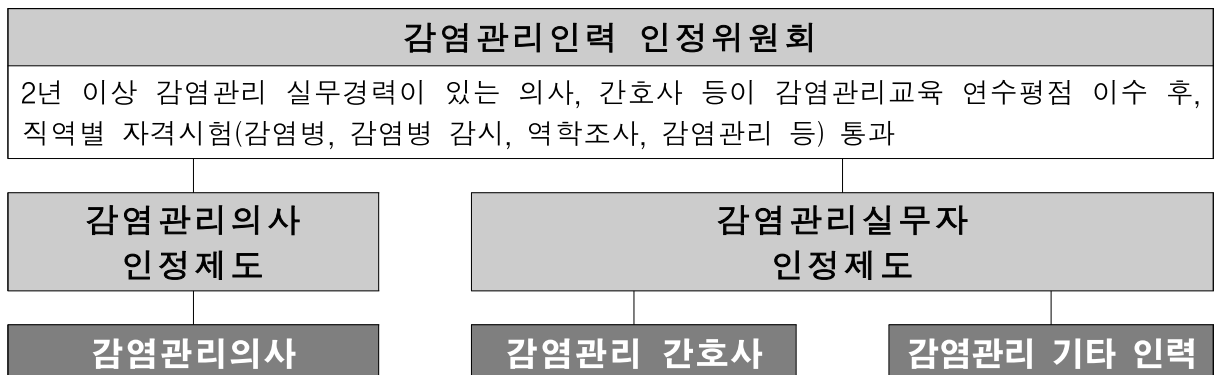 감염관리인력 인정위원회
2년 이상 감염관리 실무경력이 있는 의사, 간호사 등이 감염관리교육 연수평점 이수 후,
직역별 자격시험(감염병, 감염병 감시, 역학조사, 감염관리 등) 통과
감염관리의사
인정제도
감염관리실무자
인정제도
감염관리의사
감염관리 간호사
감염관리 기타 인력